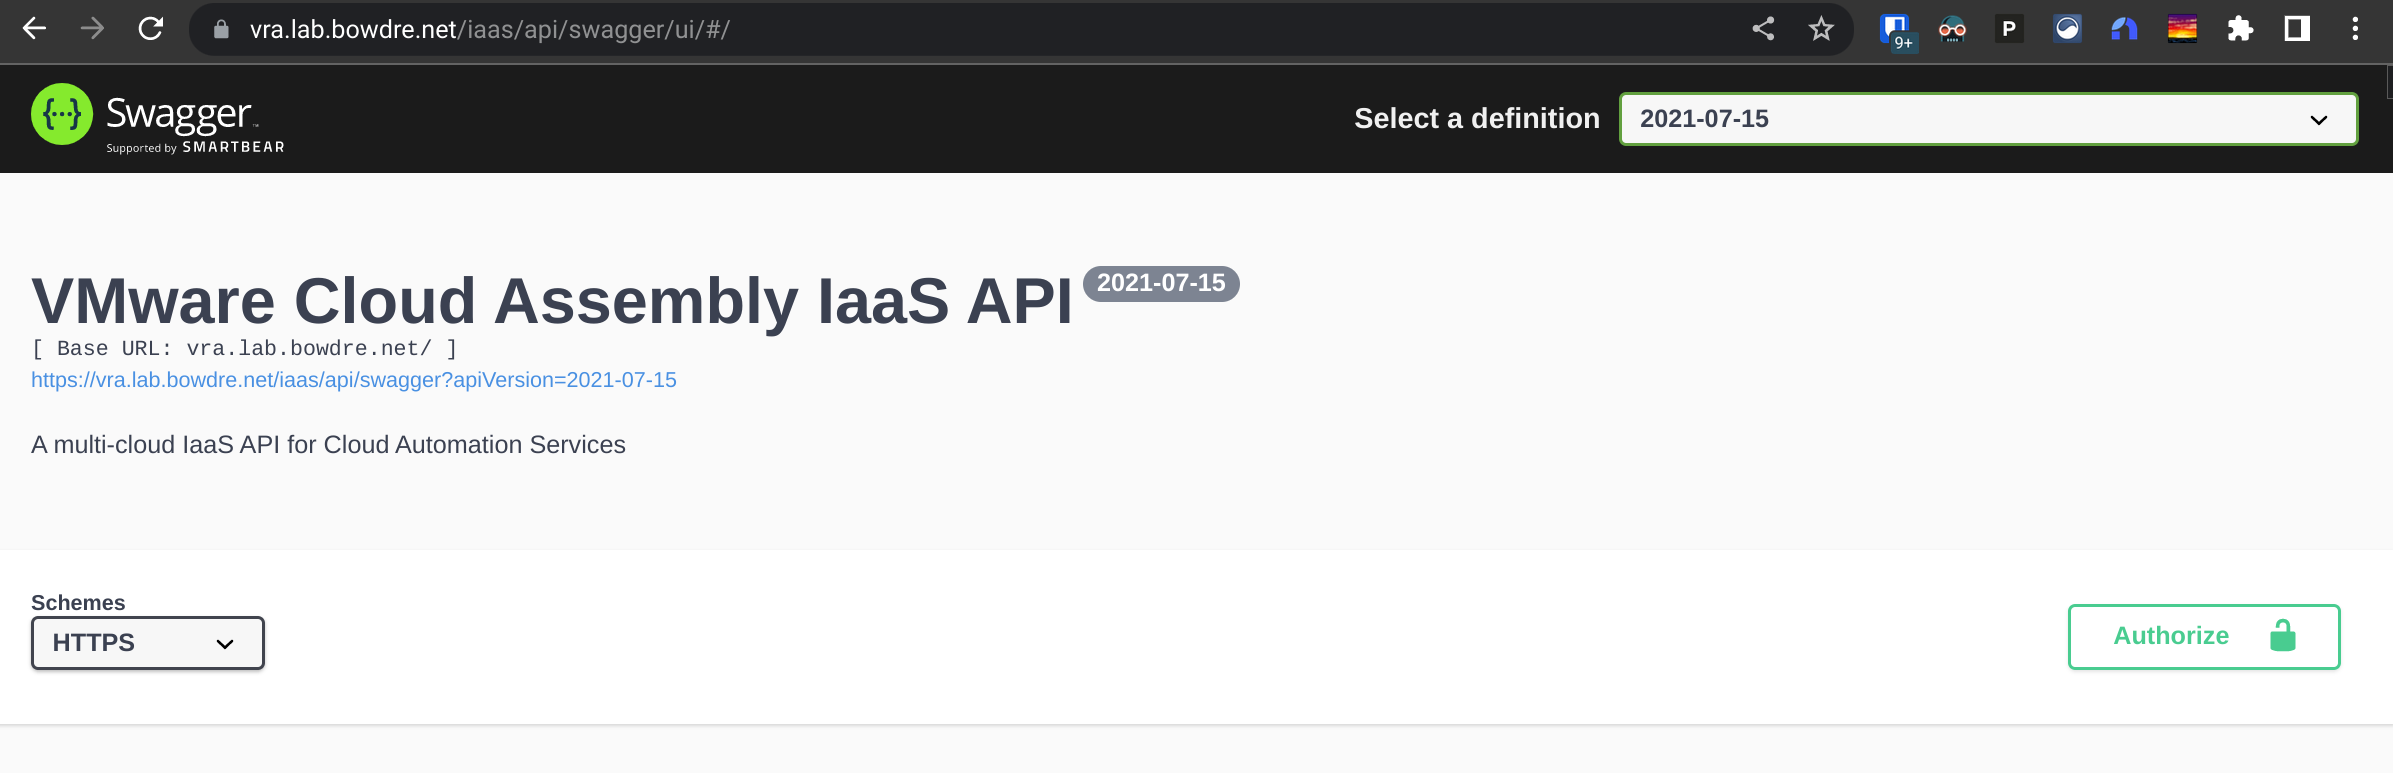 vra.lab.bowdre.net/iaas/api/swagger/ui/#/
9+
P
{...}
Swagger™
Supported by SMARTBEAR
Select a definition
2021-07-15
VMware Cloud Assembly IaaS API 2021-07-15
[ Base URL: vra.lab.bowdre.net/ ]
https://vra.lab.bowdre.net/iaas/api/swagger?apiVersion=2021-07-15
A multi-cloud IaaS API for Cloud Automation Services
Schemes
HTTPS
Authorize